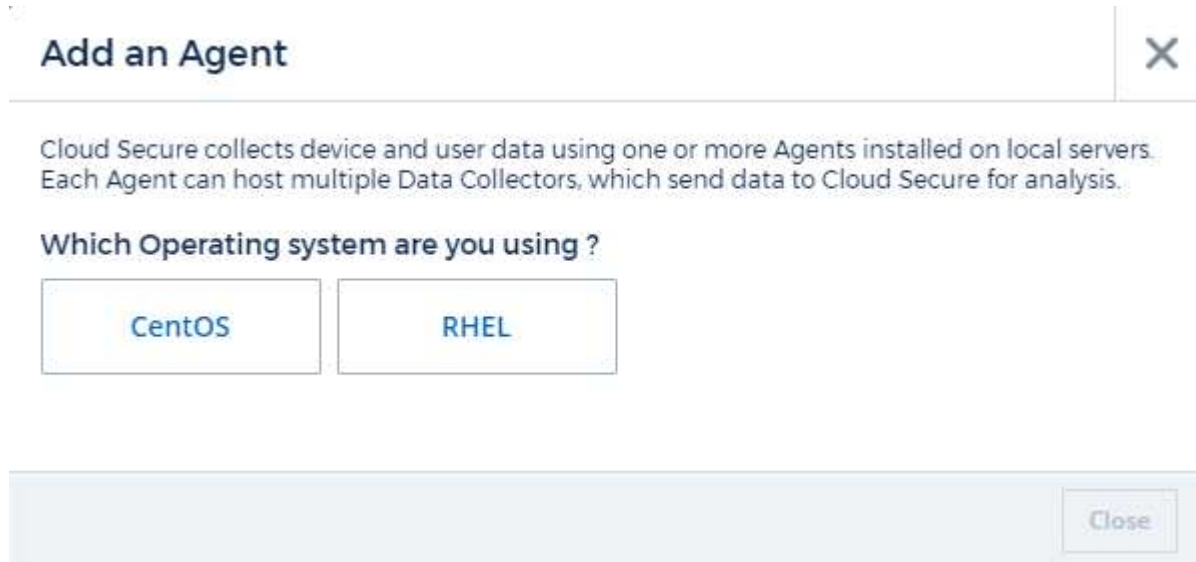 Add an Agent
Cloud Secure collects device and user data using one or more Agents installed on local servers.
Each Agent can host multiple Data Collectors, which send data to Cloud Secure for analysis.
Which Operating system are you using ?
CentOS RHEL
Close